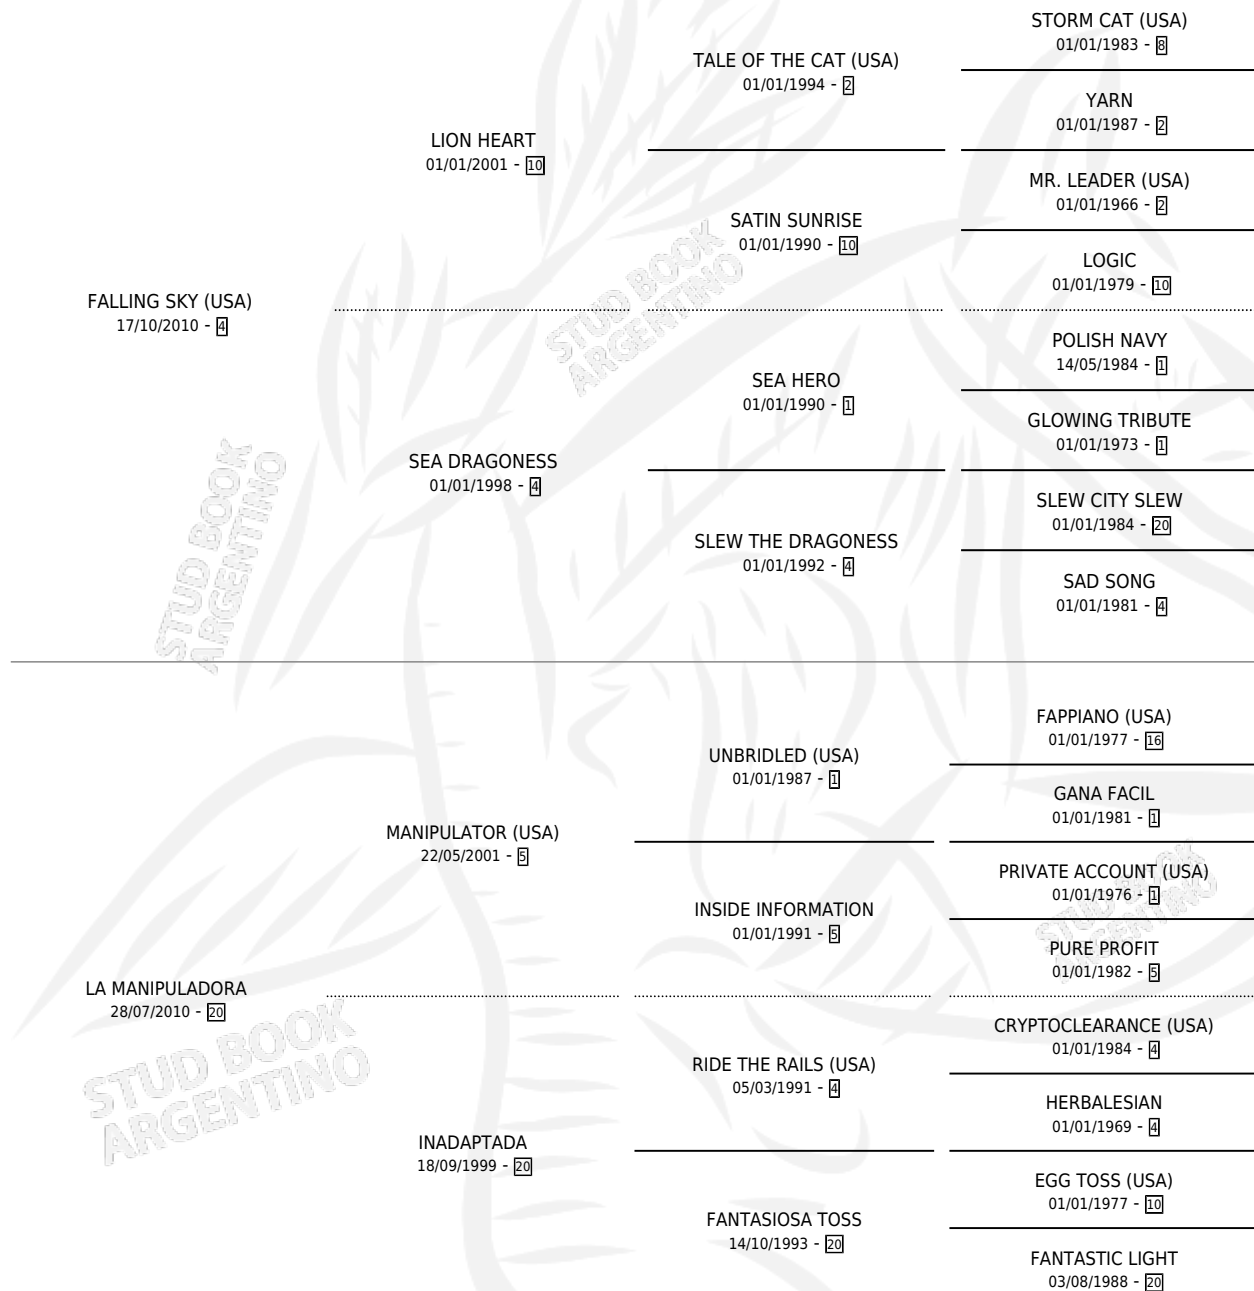 STORM CAT (USA)
01/01/1983 - 8
TALE OF THE CAT (USA)
01/01/1994 - 2
YARN
01/01/1987 - 2
LION HEART
01/01/2001 - 10
MR. LEADER (USA)
01/01/1966 - 2
SATIN SUNRISE
01/01/1990 - 10
LOGIC
01/01/1979 - 10
FALLING SKY (USA)
17/10/2010 - 4
POLISH NAVY
14/05/1984 - 1
SEA HERO
01/01/1990 - 1
GLOWING TRIBUTE
01/01/1973 - 1
SEA DRAGONESS
01/01/1998 - 4
SLEW CITY SLEW
01/01/1984 - 20
SLEW THE DRAGONESS
01/01/1992 - 4
SAD SONG
01/01/1981 - 4
FAPPIANO (USA)
01/01/1977 - 16
UNBRIDLED (USA)
01/01/1987 - 1
GANA FACIL
01/01/1981 - 1
MANIPULATOR (USA)
22/05/2001 - 5
PRIVATE ACCOUNT (USA)
01/01/1976 - 1
INSIDE INFORMATION
01/01/1991 - 5
PURE PROFIT
01/01/1982 - 5
LA MANIPULADORA
28/07/2010 - 20
CRYPTOCLEARANCE (USA)
01/01/1984 - 4
RIDE THE RAILS (USA)
05/03/1991 - 4
HERBALESIAN
01/01/1969 - 4
INADAPTADA
18/09/1999 - 20
EGG TOSS (USA)
01/01/1977 - 10
FANTASIOSA TOSS
14/10/1993 - 20
FANTASTIC LIGHT
03/08/1988 - 20
STUD BOOK
ARGENTINO
STUD BOOK
ARGENTINO
STUD BOOK
ARGENTINO
STUD BOOK
ARGENTINO